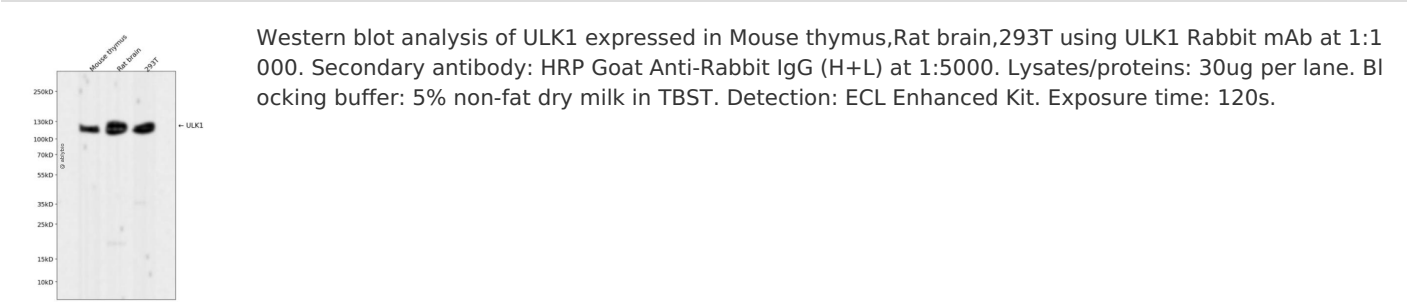 Mouse thymus
Rat brain
293T
250kD
130kD
← ULK1
100kD
70kD
@ ablybio
55kD
35kD
25kD
15kD
10kD
Western blot analysis of ULK1 expressed in Mouse thymus,Rat brain,293T using ULK1 Rabbit mAb at 1:1
000. Secondary antibody: HRP Goat Anti-Rabbit IgG (H+L) at 1:5000. Lysates/proteins: 30ug per lane. Bl
ocking buffer: 5% non-fat dry milk in TBST. Detection: ECL Enhanced Kit. Exposure time: 120s.